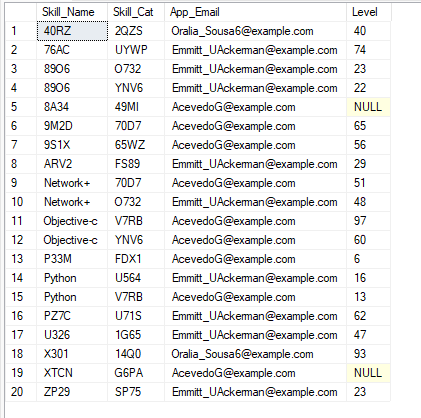 Skill_Name Skill_Cat App_Email Level
1 40RZ 2QZS Oralia_Sousa6@example.com 40
2 76AC UYWP Emmitt_UAckerman@example.com 74
3 89O6 O732 Emmitt_UAckerman@example.com 23
4 89O6 YNV6 Emmitt_UAckerman@example.com 22
5 8A34 49MI AcevedoG@example.com NULL
6 9M2D 70D7 AcevedoG@example.com 65
7 9S1X 65WZ AcevedoG@example.com 56
8 ARV2 FS89 Emmitt_UAckerman@example.com 29
9 Network+ 70D7 AcevedoG@example.com 51
10 Network+ O732 Emmitt_UAckerman@example.com 48
11 Objective-c V7RB AcevedoG@example.com 97
12 Objective-c YNV6 AcevedoG@example.com 60
13 P33M FDX1 AcevedoG@example.com 6
14 Python U564 Emmitt_UAckerman@example.com 16
15 Python V7RB AcevedoG@example.com 13
16 PZ7C U71S Emmitt_UAckerman@example.com 62
17 U326 1G65 Emmitt_UAckerman@example.com 47
18 X301 14Q0 Oralia_Sousa6@example.com 93
19 XTCN G6PA AcevedoG@example.com NULL
20 ZP29 SP75 Emmitt_UAckerman@example.com 23